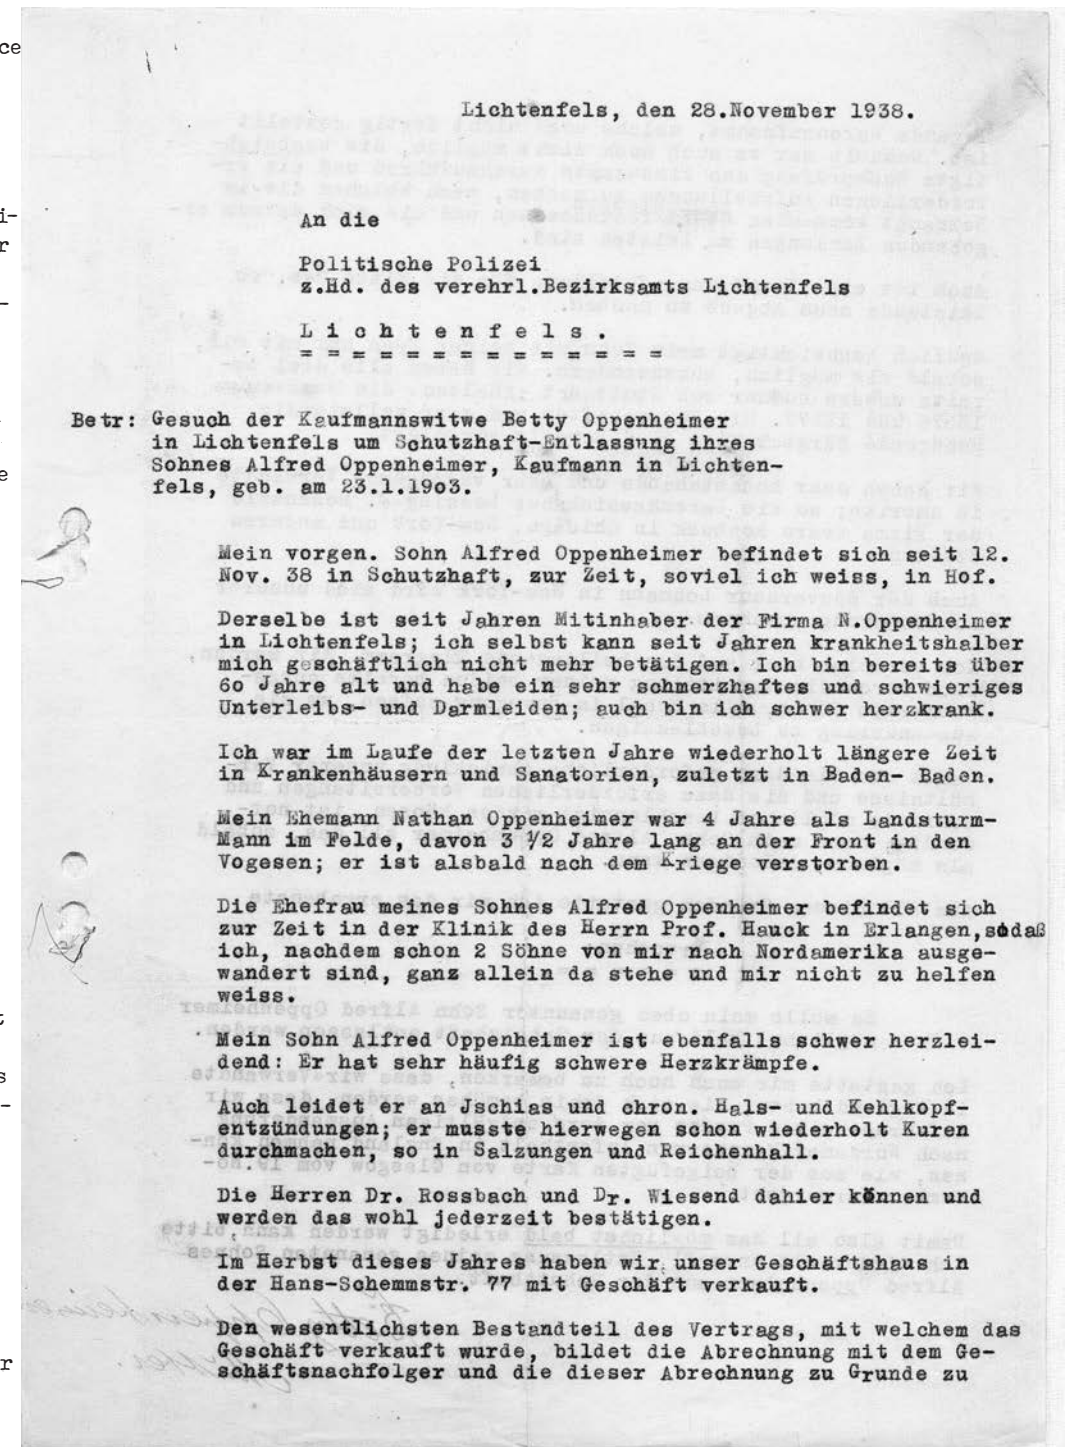 ce
i-
r
-
e
t
s
-
r
Lichtenfels, den 28.November 1938.
An die
Politische Polizei
z.Hd. des verehrl.Bezirksamts Lichtenfels
L i c h t e n f e l s .
= = = = = = = = = = = = = =
Betr: Gesuch der Kaufmannswitwe Betty Oppenheimer
in Lichtenfels um Schutzhaft-Entlassung ihres
Sohnes Alfred Oppenheimer, Kaufmann in Lichten-
fels, geb. am 23.1.19o3.
Mein vorgen. Sohn Alfred Oppenheimer befindet sich seit 12.
Nov. 38 in Schutzhaft, zur Zeit, soviel ich weiss, in Hof.
Derselbe ist seit Jahren Mitinhaber der Firma N.Oppenheimer
in Lichtenfels; ich selbst kann seit Jahren krankheitshalber
mich geschäftlich nicht mehr betätigen. Ich bin bereits über
6o Jahre alt und habe ein sehr schmerzhaftes und schwieriges
Unterleibs- und Darmleiden; auch bin ich schwer herzkrank.
Ich war im Laufe der letzten Jahre wiederholt längere Zeit
in Krankenhäusern und Sanatorien, zuletzt in Baden- Baden.
Mein Ehemann Nathan Oppenheimer war 4 Jahre als Landsturm-
Mann im Felde, davon 3 1/2 Jahre lang an der Front in den
Vogesen; er ist alsbald nach dem Kriege verstorben.
Die Ehefrau meines Sohnes Alfred Oppenheimer befindet sich
zur Zeit in der Klinik des Herrn Prof. Hauck in Erlangen,sodaß
ich, nachdem schon 2 Söhne von mir nach Nordamerika ausge-
wandert sind, ganz allein da stehe und mir nicht zu helfen
weiss.
Mein Sohn Alfred Oppenheimer ist ebenfalls schwer herzlei-
dend: Er hat sehr häufig schwere Herzkrämpfe.
Auch leidet er an Jschias und chron. Hals- und Kehlkopf-
entzündungen; er musste hierwegen schon wiederholt Kuren
durchmachen, so in Salzungen und Reichenhall.
Die Herren Dr. Rossbach und Dr. Wiesend dahier können und
werden das wohl jederzeit bestätigen.
Im Herbst dieses Jahres haben wir unser Geschäftshaus in
der Hans-Schemmstr. 77 mit Geschäft verkauft.
Den wesentlichsten Bestandteil des Vertrags, mit welchem das
Geschäft verkauft wurde, bildet die Abrechnung mit dem Ge-
schäftsnachfolger und die dieser Abrechnung zu Grunde zu